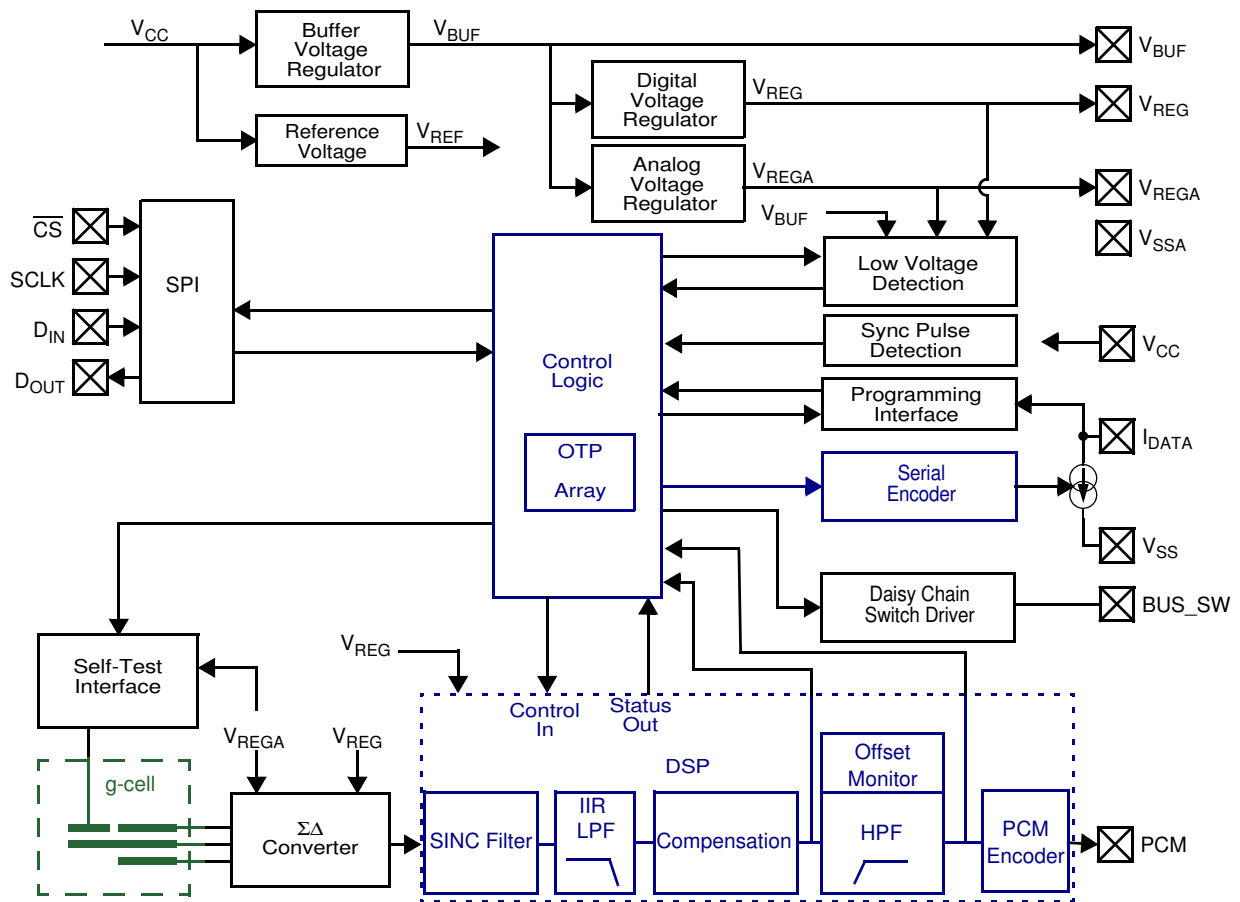 VCC
Buffer
Voltage
Regulator
VBUF
VBUF
Digital
Voltage
Regulator
VREG
VREG
Reference
Voltage
VREF
Analog
Voltage
Regulator
VREGA
VREGA
VBUF
VSSA
CS
SCLK
DIN
DOUT
SPI
Low Voltage
Detection
Sync Pulse
Detection
VCC
Control
Logic
OTP
Array
Programming
Interface
IDATA
Serial
Encoder
VSS
Daisy Chain
Switch Driver
BUS_SW
Self-Test
Interface
VREG
Control
In
Status
Out
VREGA
VREG
g-cell
ΣΔ
Converter
DSP
SINC Filter
IIR
LPF
Compensation
Offset
Monitor
HPF
PCM
Encoder
PCM